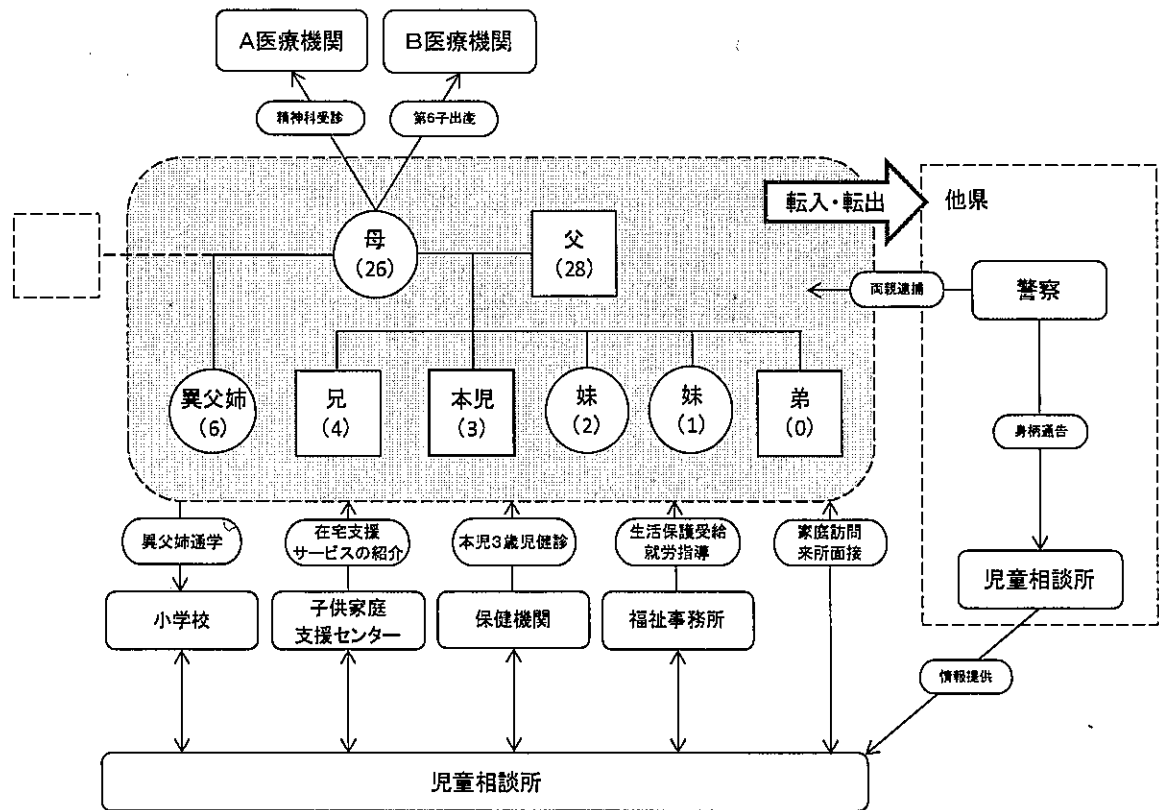 A医療機関
B医療機関
精神科受診
第6子出産
転入・転出
他県
母
(26)
父
(28)
両親逮捕
警察
異父姉
(6)
兄
(4)
本児
(3)
妹
(2)
妹
(1)
弟
(0)
身柄通告
異父姉通学
在宅支援
サービスの紹介
本児3歳児健診
生活保護受給
就労指導
家庭訪問
来所面接
児童相談所
小学校
子供家庭
支援センター
保健機関
福祉事務所
情報提供
児童相談所